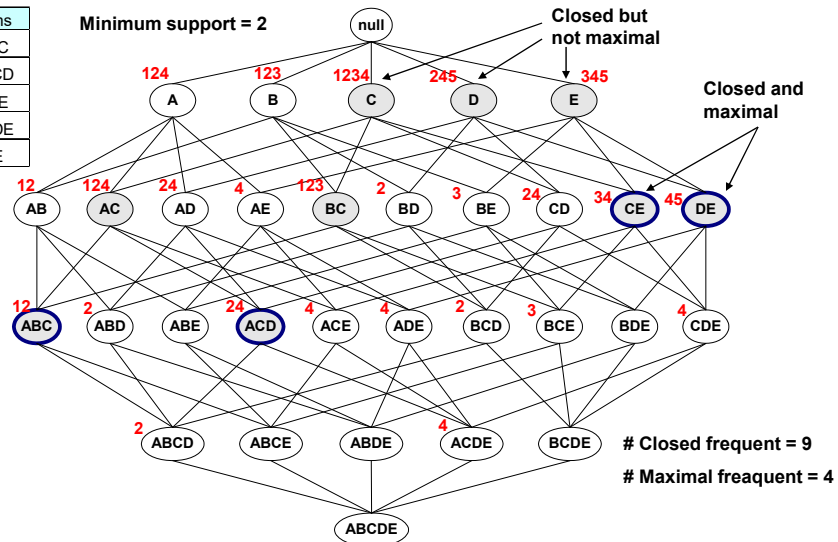 ns
C
CD
E
DE
E
Minimum support = 2
null
Closed but
not maximal
124 123 1234 245 345
A B C D E
Closed and
maximal
12 124 24 4 123 2 3 24 34 45
AB AC AD AE BC BD BE CD CE DE
12 2 24 4 4 2 3 4
ABC ABD ABE ACD ACE ADE BCD BCE BDE CDE
2 4
ABCD ABCE ABDE ACDE BCDE
# Closed frequent = 9
# Maximal freaquent = 4
ABCDE